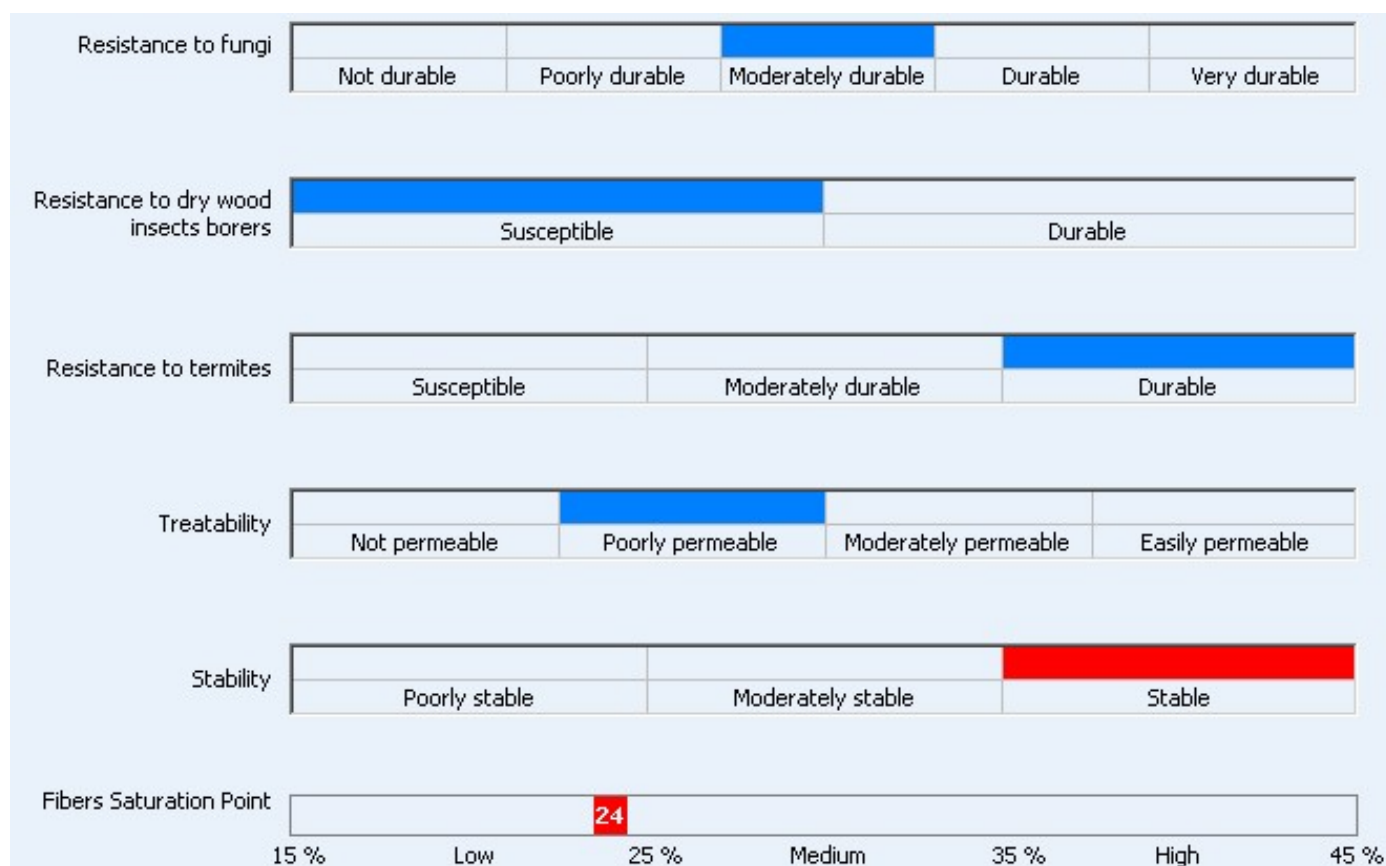 Resistance to fungi
Not durable Poorly durable Moderately durable Durable Very durable
Resistance to dry wood
insects borers
Susceptible Durable
Resistance to termites
Susceptible Moderately durable Durable
Treatability
Not permeable Poorly permeable Moderately permeable Easily permeable
Stability
Poorly stable Moderately stable Stable
Fibers Saturation Point
24
15 % Low 25 % Medium 35 % High 45 %